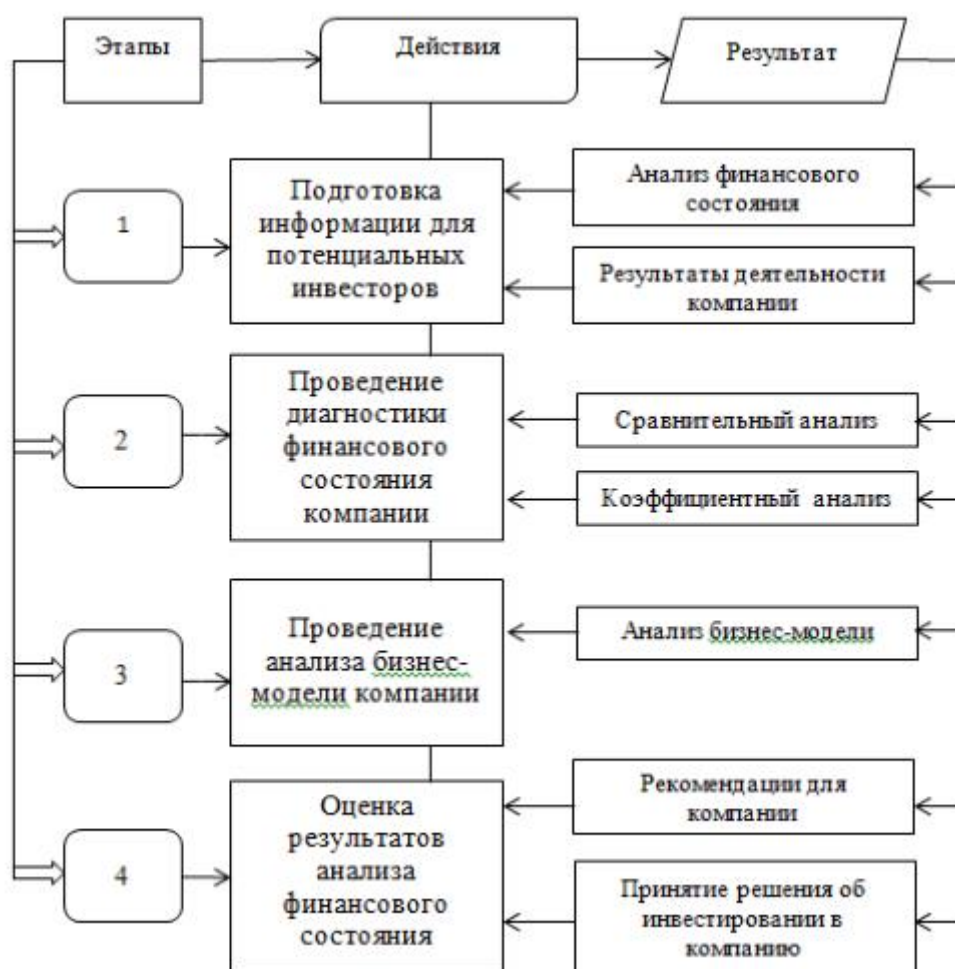 Этапы
Действия
Результат
1
Подготовка
информации для
потенциальных
инвесторов
Анализ финансового
состояния
Результаты деятельности
компании
2
Проведение
диагностики
финансового
состояния
компании
Сравнительный анализ
Коэффициентный анализ
3
Проведение
анализа бизнес-
модели компании
Анализ бизнес-модели
4
Оценка
результатов
анализа
финансового
состояния
Рекомендации для
компании
Принятие решения об
инвестировании в
компанию